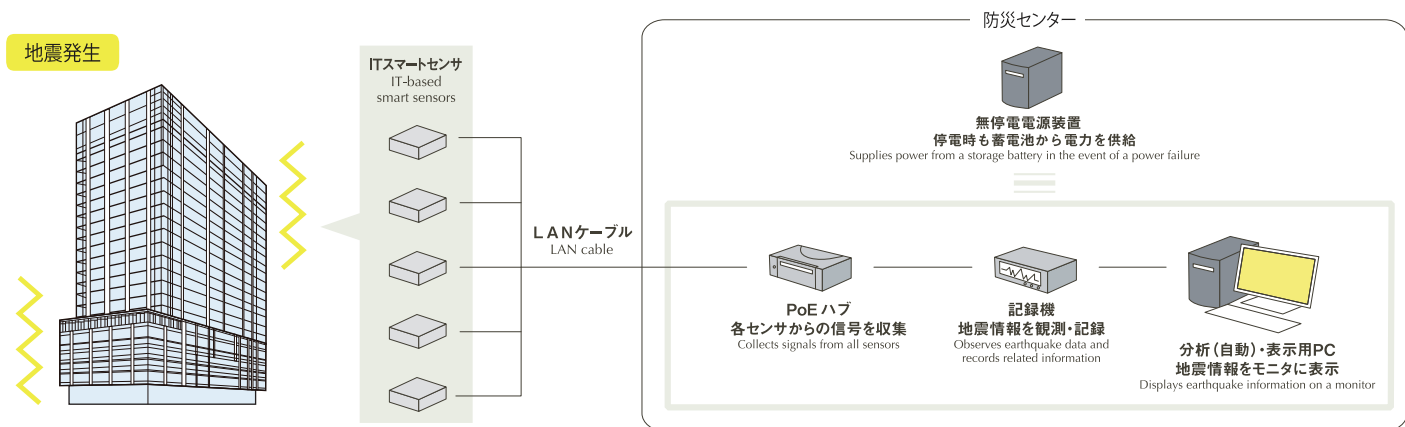 防災センター
地震発生
ITスマートセンサ
IT-based
smart sensors
無停電電源装置
停電時も蓄電池から電力を供給
Supplies power from a storage battery in the event of a power failure
LANケーブル
LAN cable
PoE ハブ
各センサからの信号を収集
Collects signals from all sensors
記録機
地震情報を観測・記録
Observes earthquake data and
records related information
分析(自動)・表示用PC
地震情報をモニタに表示
Displays earthquake information on a monitor